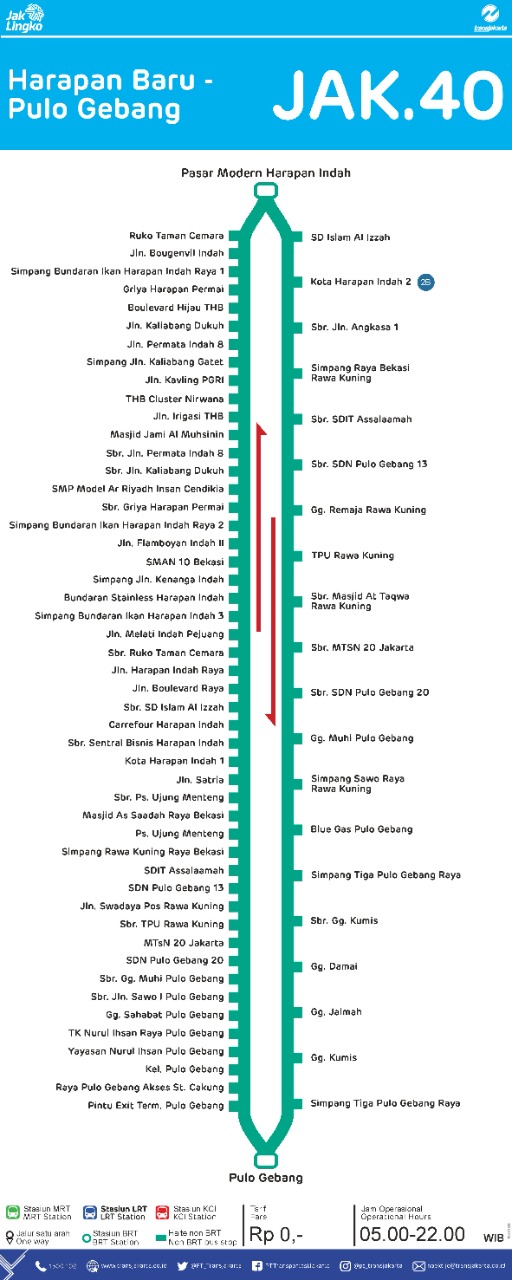 Jak
Lingko
transjakarta
Harapan Baru -
Pulo Gebang
JAK.40
Pasar Modern Harapan Indah
Ruko Taman Cemara
Jln. Bougenvil Indah
Simpang Bundaran Ikan Harapan Indah Raya 1
Griya Harapan Permai
Boulevard Hijau THB
Jln. Kaliabang Dukuh
Jln. Permata Indah 8
Simpang Jln. Kaliabang Gatet
Jln. Kavling PGRI
THB Cluster Nirwana
Jln. Irigasi THB
Masjid Jami Al Muhsinin
Sbr. Jln. Permata Indah 8
Sbr. Jln. Kaliabang Dukuh
SMP Model Ar Riyadh Insan Cendikia
Sbr. Griya Harapan Permai
Simpang Bundaran Ikan Harapan Indah Raya 2
Jln. Flamboyan Indah II
SMAN 10 Bekasi
Simpang Jln. Kenanga Indah
Bundaran Stainless Harapan Indah
Simpang Bundaran Ikan Harapan Indah 3
Jln. Melati Indah Pejuang
Sbr. Ruko Taman Cemara
Jln. Harapan Indah Raya
Jln. Boulevard Raya
Sbr. SD Islam Al Izzah
Carrefour Harapan Indah
Sbr. Sentral Bisnis Harapan Indah
Kota Harapan Indah 1
Jln. Satria
Sbr. Ps. Ujung Menteng
Masjid As Saadah Raya Bekasi
Ps. Ujung Menteng
Simpang Rawa Kuning Raya Bekasi
SDIT Assalaamah
SDN Pulo Gebang 13
Jln. Swadaya Pos Rawa Kuning
Sbr. TPU Rawa Kuning
MTsN 20 Jakarta
SDN Pulo Gebang 20
Sbr. Gg. Muhi Pulo Gebang
Sbr. Jln. Sawo I Pulo Gebang
Gg. Sahabat Pulo Gebang
TK Nurul Ihsan Raya Pulo Gebang
Yayasan Nurul Ihsan Pulo Gebang
Kel. Pulo Gebang
Raya Pulo Gebang Akses St. Cakung
Pintu Exit Term. Pulo Gebang
SD Islam Al Izzah
Kota Harapan Indah 2 2B
Sbr. Jln. Angkasa 1
Simpang Raya Bekasi
Rawa Kuning
Sbr. SDIT Assalaamah
Sbr. SDN Pulo Gebang 13
Gg. Remaja Rawa Kuning
TPU Rawa Kuning
Sbr. Masjid At Taqwa
Rawa Kuning
Sbr. MTSN 20 Jakarta
Sbr. SDN Pulo Gebang 20
Gg. Muhi Pulo Gebang
Simpang Sawo Raya
Rawa Kuning
Blue Gas Pulo Gebang
Simpang Tiga Pulo Gebang Raya
Sbr. Gg. Kumis
Gg. Damai
Gg. Jaimah
Gg. Kumis
Simpang Tiga Pulo Gebang Raya
Pulo Gebang
Stasiun MRT
MRT Station
Stasiun LRT
LRT Station
Stasiun KCI
KCI Station
Jalur satu arah
One way
Stasiun BRT
BRT Station
Halte non BRT
Non BRT bus stop
Tarif
Fare
Rp 0,-
Jam Operasional
Operational Hours
05.00-22.00 WIB
1500 102
www.transjakarta.co.id
@PT_Transjakarta
PTTransportasiJakarta
@pt_transjakarta